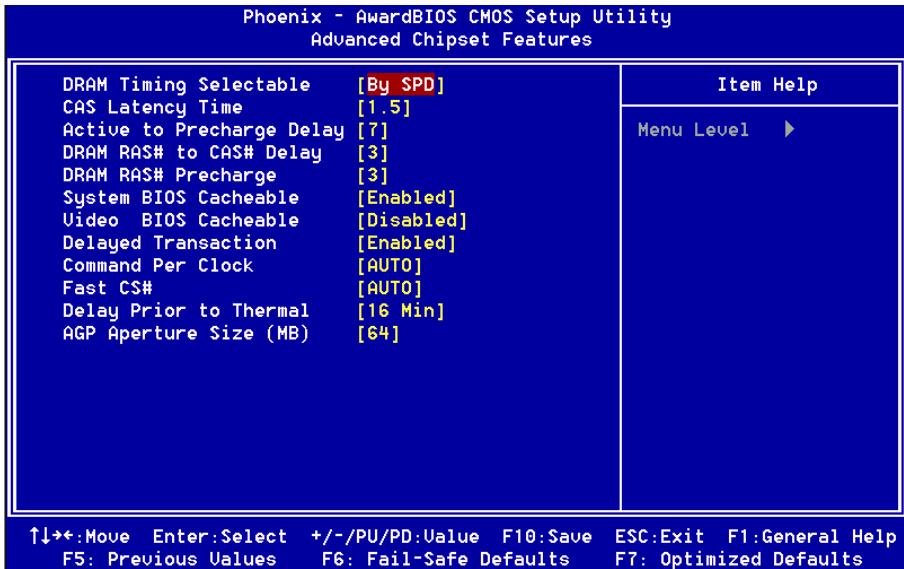 Phoenix - AwardBIOS CMOS Setup Utility
Advanced Chipset Features
DRAM Timing Selectable [By SPD]
CAS Latency Time [1.5]
Active to Precharge Delay [7]
DRAM RAS# to CAS# Delay [3]
DRAM RAS# Precharge [3]
System BIOS Cacheable [Enabled]
Video  BIOS Cacheable [Disabled]
Delayed Transaction [Enabled]
Command Per Clock [AUTO]
Fast CS# [AUTO]
Delay Prior to Thermal [16 Min]
AGP Aperture Size (MB) [64]
Item Help
Menu Level ▶
↑↓→←:Move Enter:Select +/-/PU/PD:Value F10:Save ESC:Exit F1:General Help
F5: Previous Values F6: Fail-Safe Defaults F7: Optimized Defaults